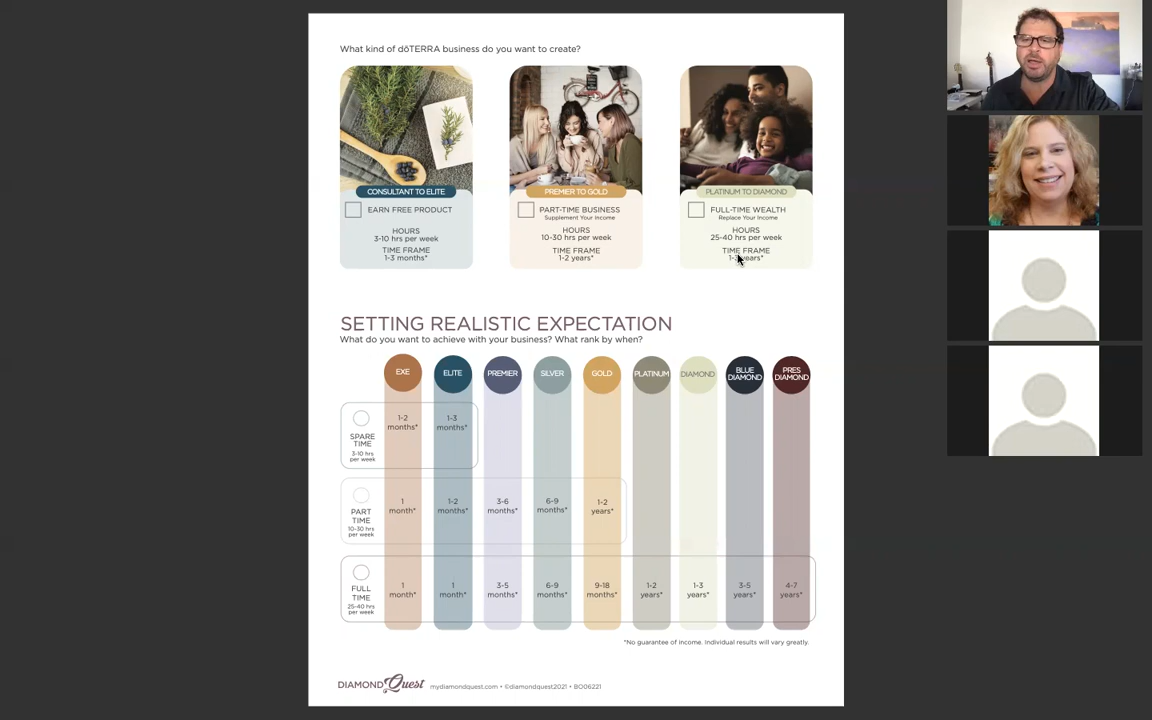 What kind of dōTERRA business do you want to create?
CONSULTANT TO ELITE
EARN FREE PRODUCT
HOURS
3-10 hrs per week
TIME FRAME
1-3 months*
PREMIER TO GOLD
PART-TIME BUSINESS
Supplement Your Income
HOURS
10-30 hrs per week
TIME FRAME
1-2 years*
PLATINUM TO DIAMOND
FULL-TIME WEALTH
Replace Your Income
HOURS
25-40 hrs per week
TIME FRAME
years*
SETTING REALISTIC EXPECTATION
What do you want to achieve with your business? What rank by when?
EXE ELITE PREMIER SILVER GOLD PLATINUM DIAMOND BLUE DIAMOND PRES DIAMOND
SPARE
TIME
3-10 hrs
per week
1-2 1-3
months* months*
PART
TIME
10-30 hrs
per week
1 1-2 3-6 6-9 1-2
month* months* months* months* years*
FULL
TIME
25-40 hrs
per week
1 1 3-5 6-9 9-18 1-2 1-3 3-5 4-7
month* month* months* months* months* years* years* years* years*
*No guarantee of income. Individual results will vary greatly.
DIAMOND Quest mydiamondquest.com • ©diamondquest2021 • BO06221